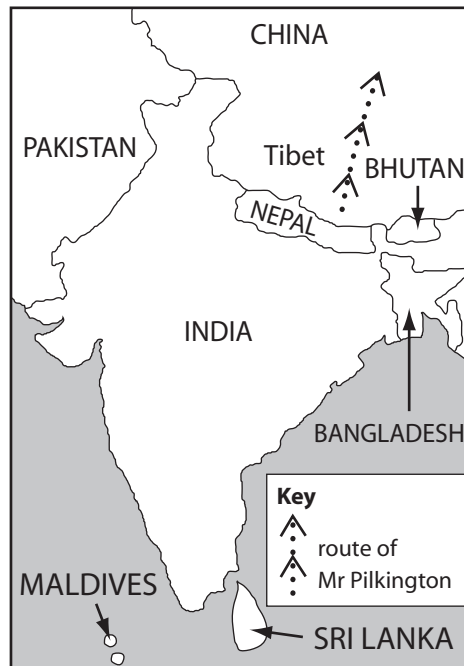 CHINA
PAKISTAN
Tibet
BHUTAN
NEPAL
INDIA
BANGLADESH
Key
route of
Mr Pilkington
MALDIVES
SRI LANKA